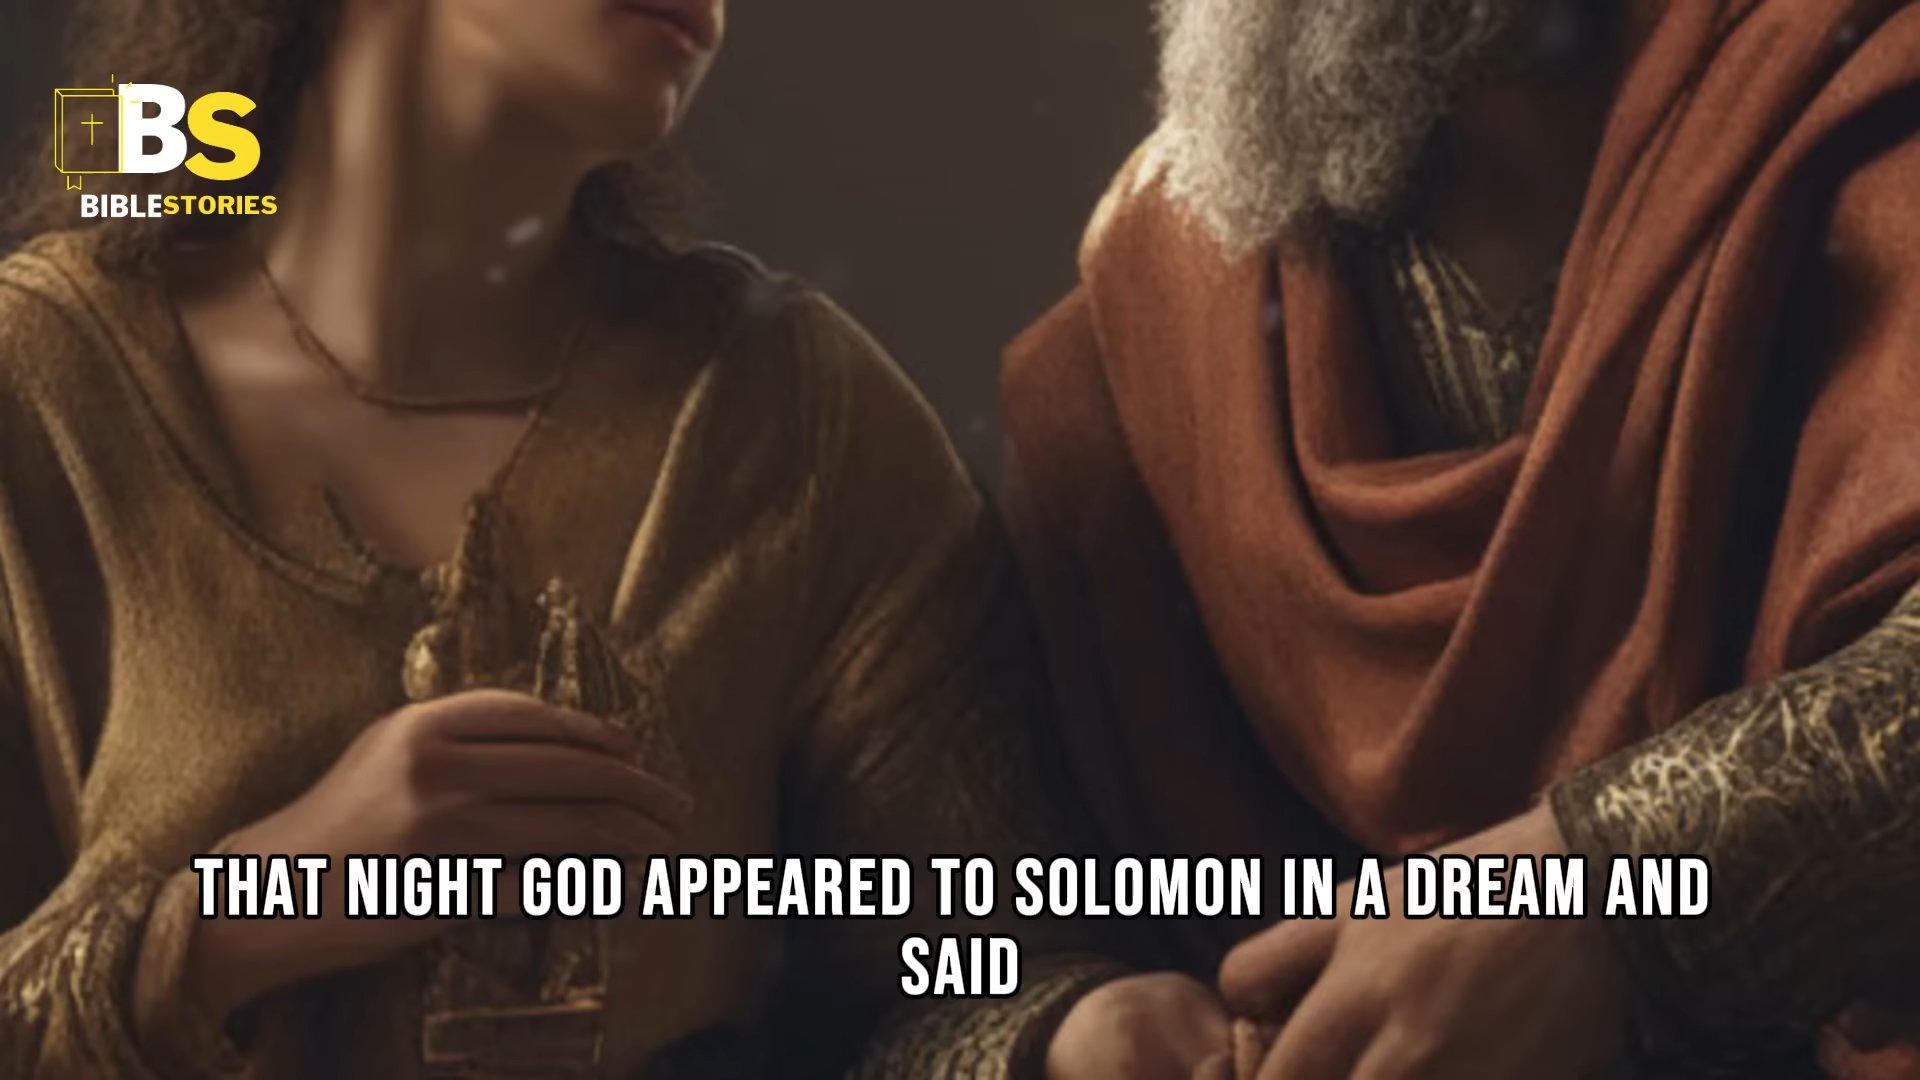 BS
BIBLESTORIES
THAT NIGHT GOD APPEARED TO SOLOMON IN A DREAM AND
SAID